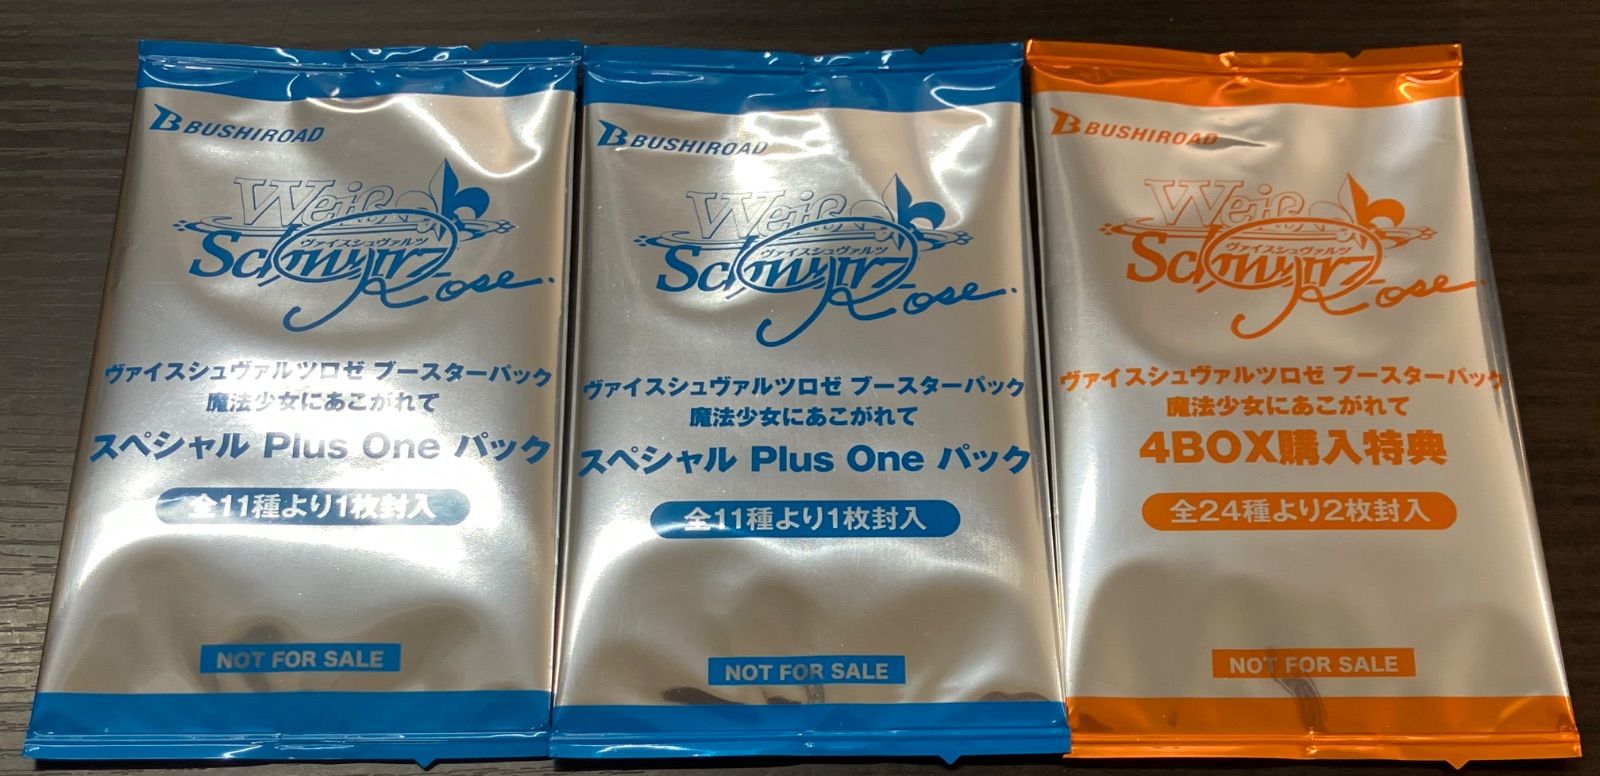 BUSHIROAD
Weiß
Schwarz
ヴァイスシュヴァルツ
Rose.
ヴァイスシュヴァルツロゼ ブースターパック
魔法少女にあこがれて
スペシャル Plus One パック
全11種より1枚封入
NOT FOR SALE
BUSHIROAD
Weiß
Schwarz
ヴァイスシュヴァルツ
Rose.
ヴァイスシュヴァルツロゼ ブースターパック
魔法少女にあこがれて
スペシャル Plus One パック
全11種より1枚封入
NOT FOR SALE
BUSHIROAD
Weiß
Schwarz
ヴァイスシュヴァルツ
Rose.
ヴァイスシュヴァルツロゼ ブースターパック
魔法少女にあこがれて
4BOX購入特典
全24種より2枚封入
NOT FOR SALE